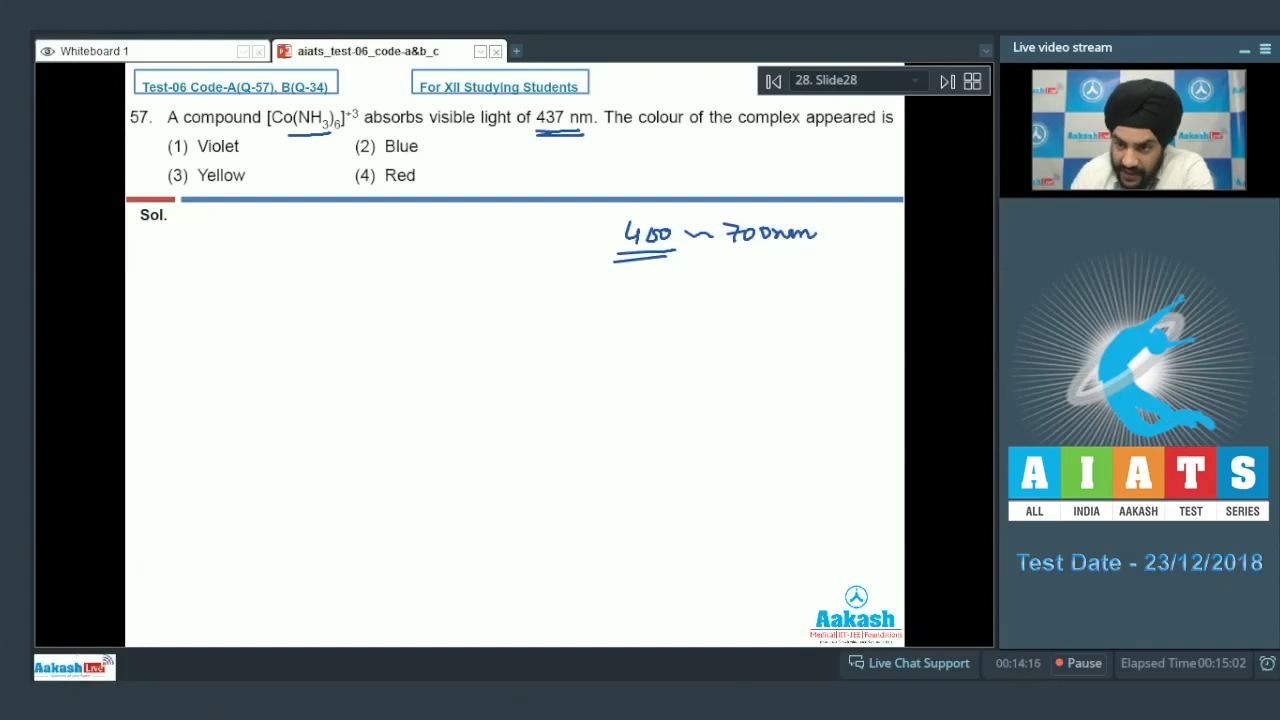 Whiteboard 1
aiats_test-06_code-a&b_c
Live video stream
Test-06 Code-A(Q-57), B(Q-34)
For XII Studying Students
28. Slide28
57. A compound [Co(NH3)6]+3 absorbs visible light of 437 nm. The colour of the complex appeared is
(1) Violet (2) Blue
(3) Yellow (4) Red
Sol.
400 ~ 700nm
A I A T S
ALL INDIA AAKASH TEST SERIES
Test Date - 23/12/2018
Aakash
Medical|IIT-JEE|Foundations
Aakash Live
Live Chat Support
00:14:16
Pause
Elapsed Time 00:15:02